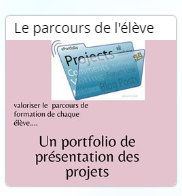 Le parcours de l'élève
Projects
valoriser le parcours de
formation de chaque
élève....
Un portfolio de
présentation des
projets